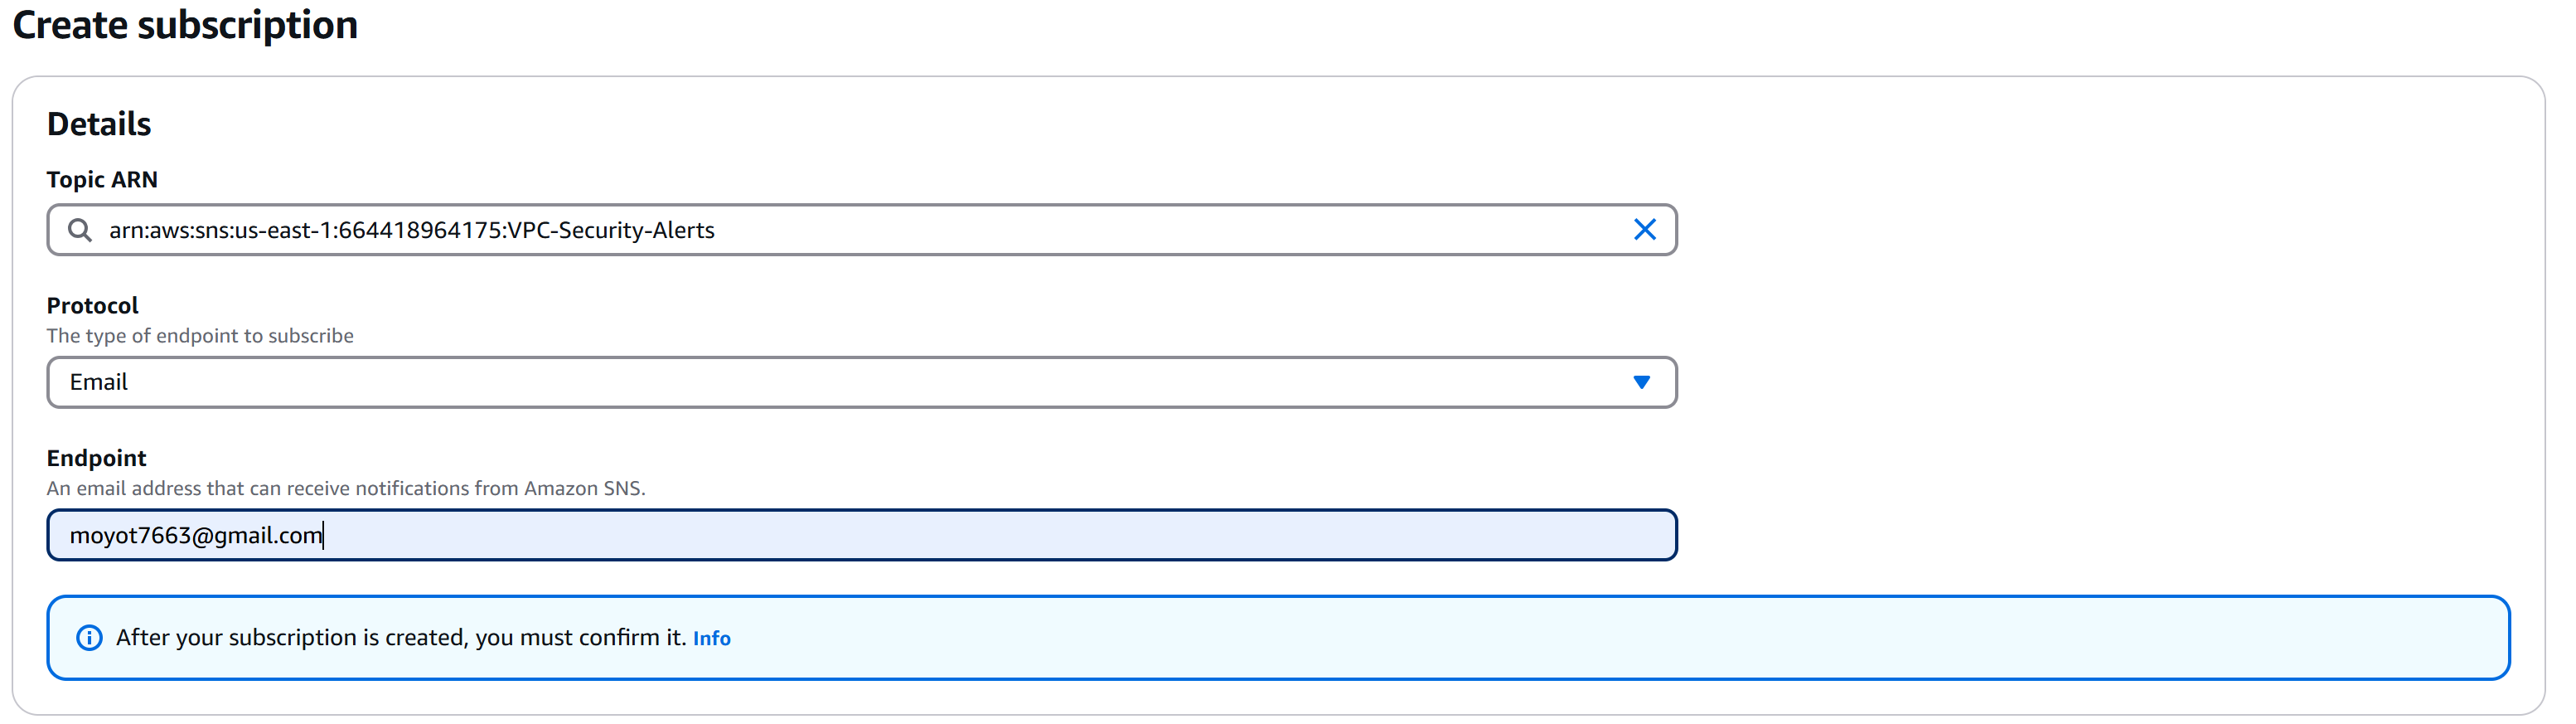 Create subscription
Details
Topic ARN
arn:aws:sns:us-east-1:664418964175:VPC-Security-Alerts
Protocol
The type of endpoint to subscribe
Email
Endpoint
An email address that can receive notifications from Amazon SNS.
moyot7663@gmail.com
After your subscription is created, you must confirm it. Info